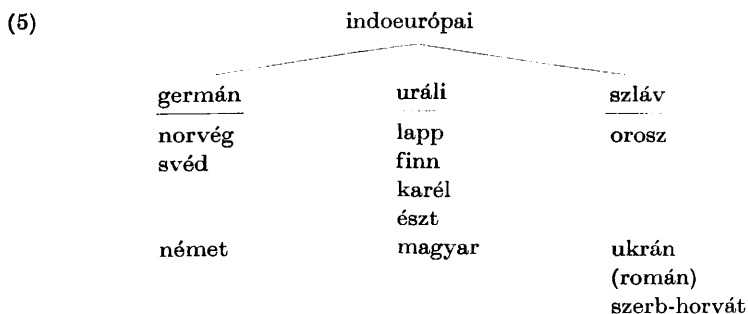 (5) indoeurópai
germán uráli szláv
norvég lapp orosz
svéd finn
karél
észt
német magyar ukrán
(román)
szerb-horvát